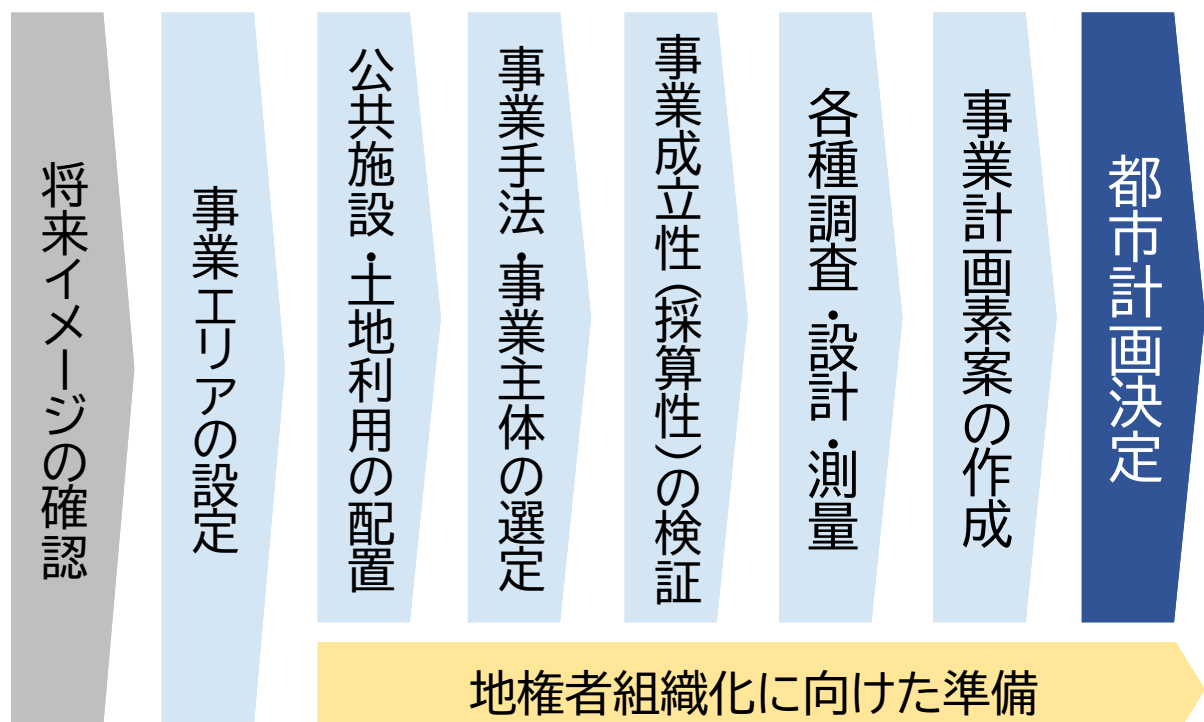 将来イメージの確認
事業エリアの設定
公共施設・土地利用の配置
事業手法・事業主体の選定
事業成立性(採算性)の検証
各種調査・設計・測量
事業計画素案の作成
都市計画決定
地権者組織化に向けた準備